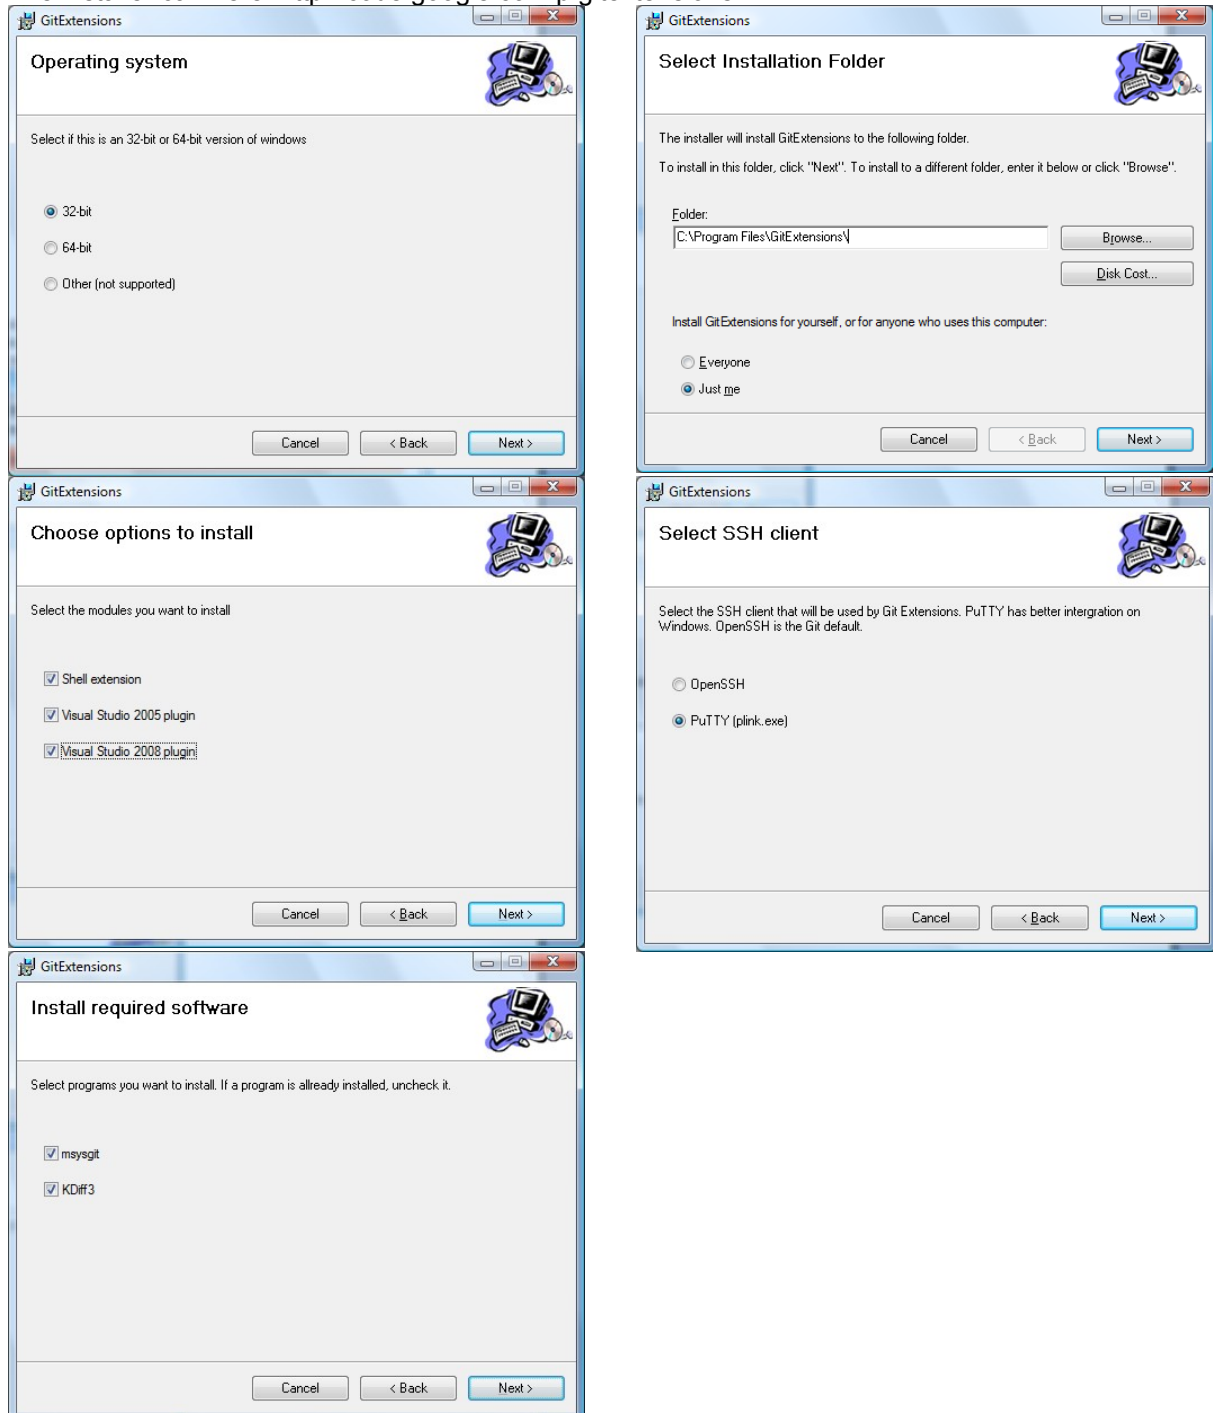 GitExtensions
Operating system
Select if this is an 32-bit or 64-bit version of windows
32-bit
64-bit
Other (not supported)
Cancel
< Back
Next >
GitExtensions
Select Installation Folder
The installer will install GitExtensions to the following folder.
To install in this folder, click "Next". To install to a different folder, enter it below or click "Browse".
Folder:
C:\Program Files\GitExtensions\
Browse...
Disk Cost...
Install GitExtensions for yourself, or for anyone who uses this computer:
Everyone
Just me
Cancel
< Back
Next >
GitExtensions
Choose options to install
Select the modules you want to install
Shell extension
Visual Studio 2005 plugin
Visual Studio 2008 plugin
Cancel
< Back
Next >
GitExtensions
Select SSH client
Select the SSH client that will be used by Git Extensions. PuTTY has better intergration on
Windows. OpenSSH is the Git default.
OpenSSH
PuTTY (plink.exe)
Cancel
< Back
Next >
GitExtensions
Install required software
Select programs you want to install. If a program is allready installed, uncheck it.
msysgit
KDiff3
Cancel
< Back
Next >